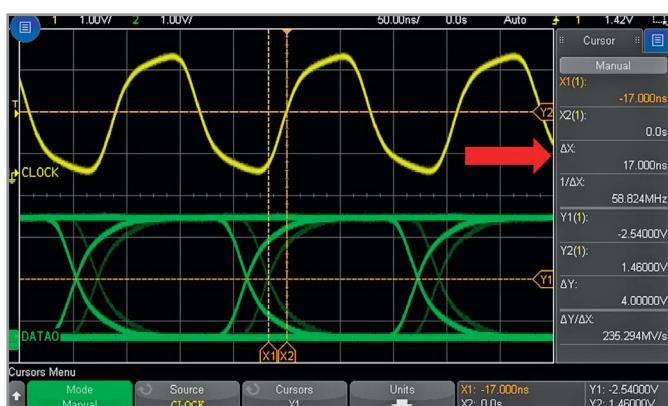 1 1.00V/ 2 1.00V/ 50.00ns/ 0.0s Auto 1 1.42V
Cursor
Manual
X1(1):
-17.000ns
X2(1):
0.0s
ΔX:
17.000ns
1/ΔX:
58.824MHz
Y1(1):
-2.54000V
Y2(1):
1.46000V
ΔY:
4.00000V
ΔY/ΔX:
235.294MV/s
T
Y2
CLOCK
Y1
DATA0
X1 X2
Cursors Menu
Mode Source Cursors Units X1: -17.000ns Y1: -2.54000V
Manual CLOCK X1 X2: 0.0s Y2: 1.46000V